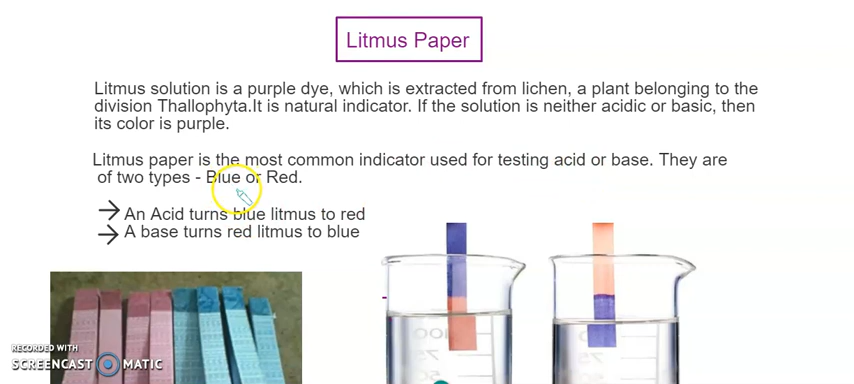 Litmus Paper
Litmus solution is a purple dye, which is extracted from lichen, a plant belonging to the
division Thallophyta.It is natural indicator. If the solution is neither acidic or basic, then
its color is purple.
Litmus paper is the most common indicator used for testing acid or base. They are
of two types - Blue or Red.
→ An Acid turns blue litmus to red
→ A base turns red litmus to blue
100
75
50
RECORDED WITH
SCREENCAST MATIC